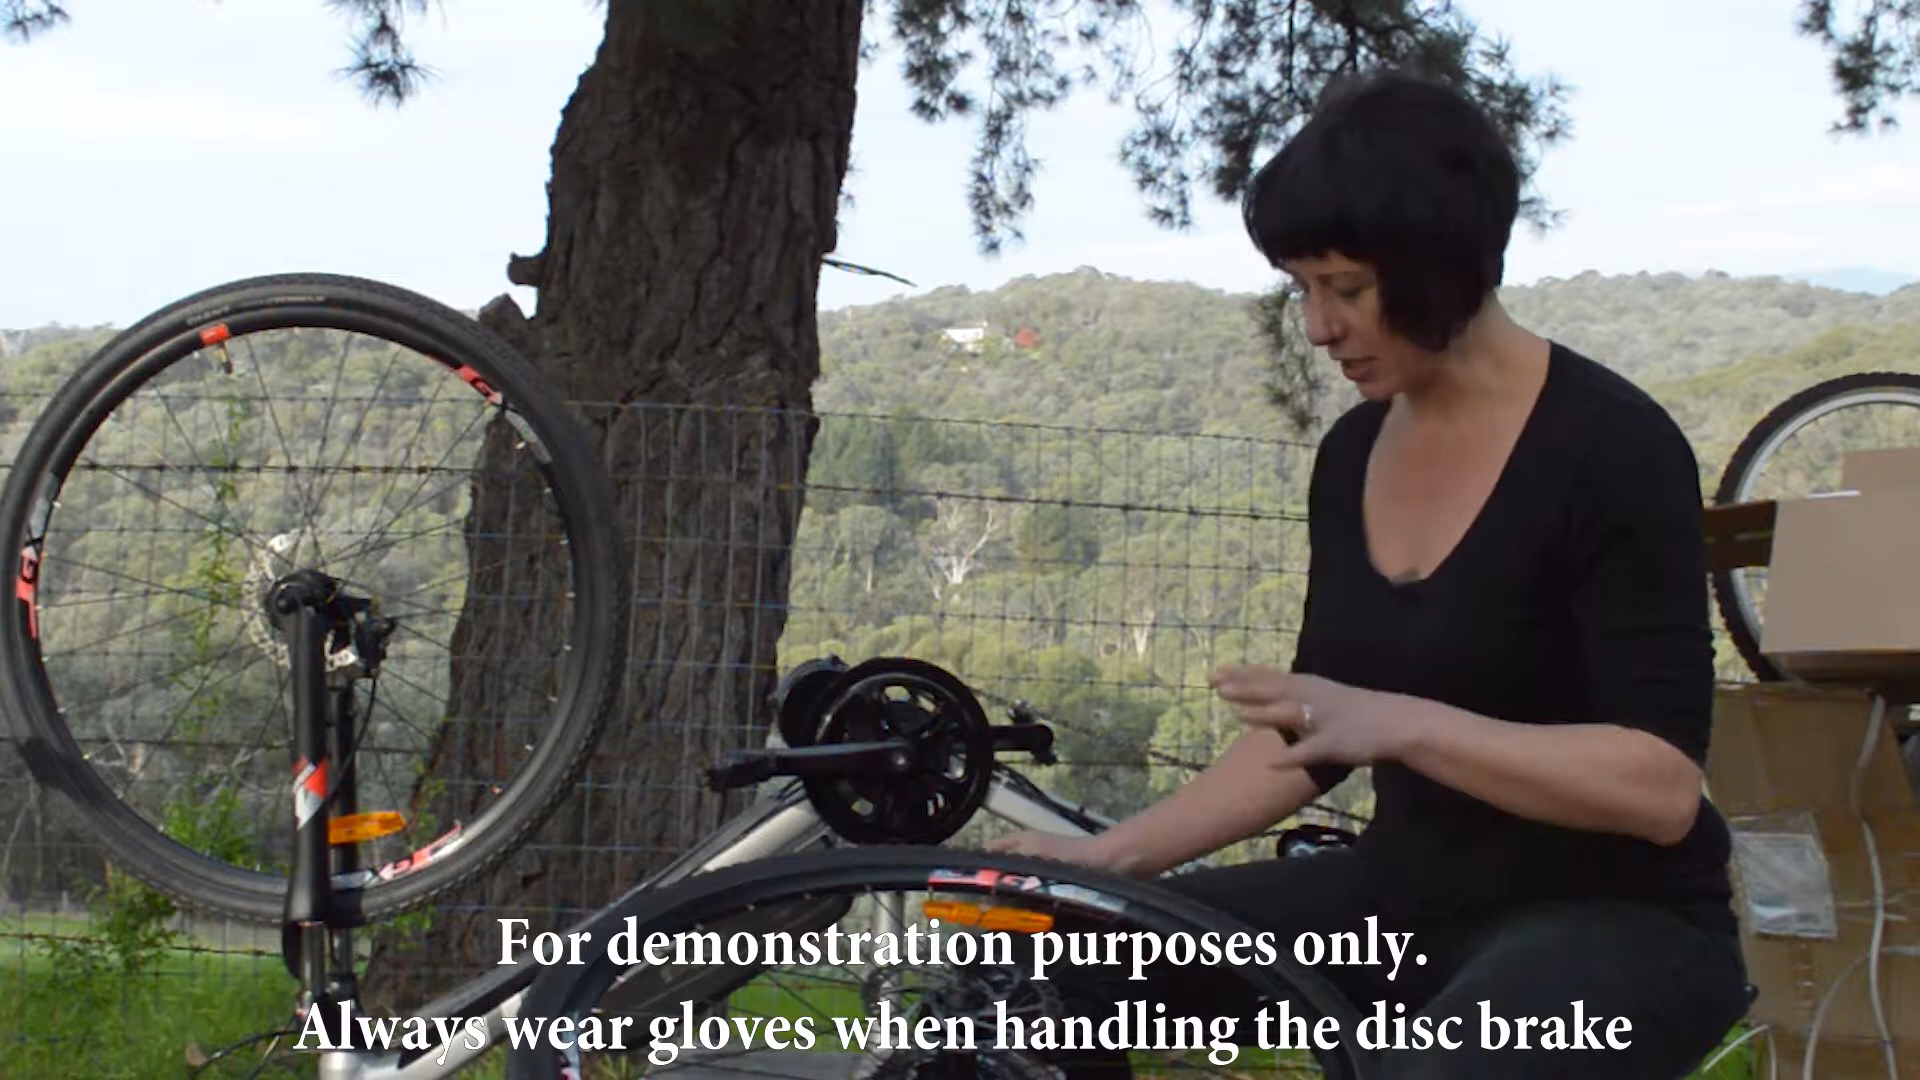 For demonstration purposes only.
Always wear gloves when handling the disc brake